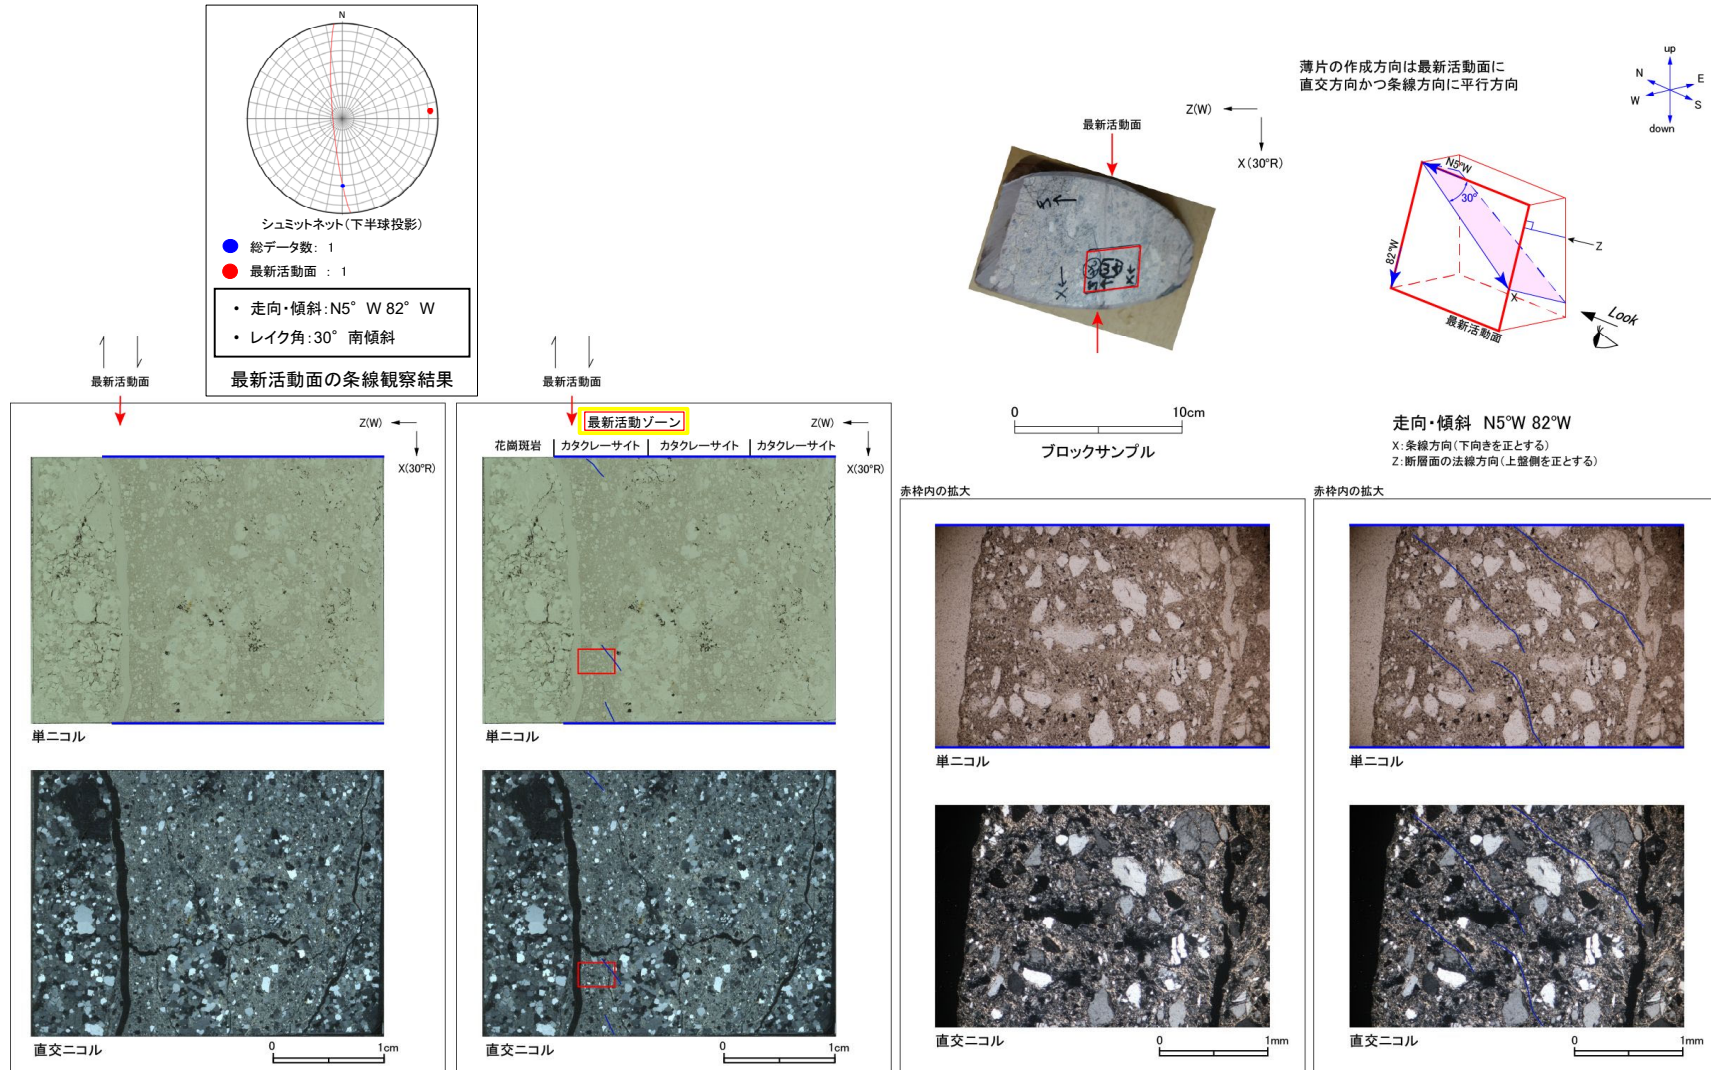 N
シュミットネット(下半球投影)
総データ数: 1
最新活動面 : 1
・ 走向・傾斜:N5° W 82° W
・ レイク角:30° 南傾斜
最新活動面の条線観察結果
薄片の作成方向は最新活動面に
直交方向かつ条線方向に平行方向
up
N
E
W
S
down
Z(W)
X(30°R)
最新活動面
N5°W
30°
82°W
Z
X
最新活動面
Look
0 10cm
ブロックサンプル
走向・傾斜 N5°W 82°W
X:条線方向(下向きを正とする)
Z:断層面の法線方向(上盤側を正とする)
最新活動面
Z(W)
X(30°R)
単ニコル
直交ニコル
0 1cm
最新活動面
最新活動ゾーン
Z(W)
X(30°R)
花崗斑岩 カタクレーサイト カタクレーサイト カタクレーサイト
単ニコル
直交ニコル
0 1cm
赤枠内の拡大
単ニコル
直交ニコル
0 1mm
赤枠内の拡大
単ニコル
直交ニコル
0 1mm